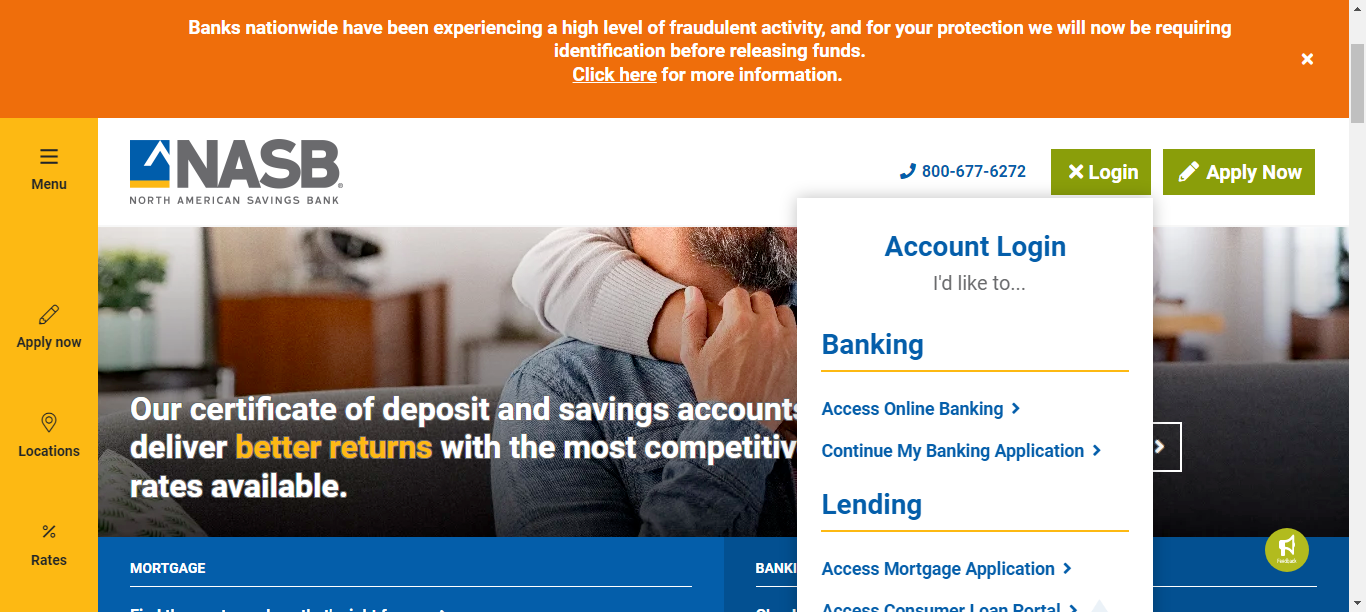 Banks nationwide have been experiencing a high level of fraudulent activity, and for your protection we will now be requiring
identification before releasing funds.
Click here for more information.
Menu
Apply now
Locations
Rates
NASB
NORTH AMERICAN SAVINGS BANK
800-677-6272
Login
Apply Now
Account Login
I'd like to...
Banking
Access Online Banking
Continue My Banking Application
Lending
Access Mortgage Application
Access Consumer Loan Portal
Our certificate of deposit and savings accounts
deliver better returns with the most competitiv
rates available.
MORTGAGE
BANKI
Feedback